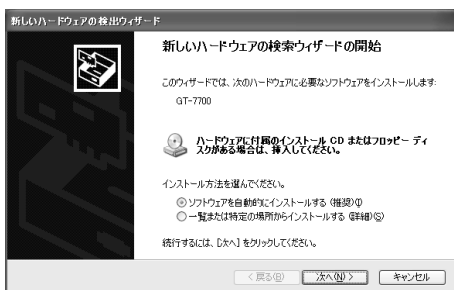 新しいハードウェアの検出ウィザード
新しいハードウェアの検索ウィザードの開始
このウィザードでは、次のハードウェアに必要なソフトウェアをインストールします:
GT-7700
ハードウェアに付属のインストール CD またはフロッピー ディ
スクがある場合は、挿入してください。
インストール方法を選んでください。
ソフトウェアを自動的にインストールする (推奨)(I)
一覧または特定の場所からインストールする (詳細)(S)
続行するには、[次へ] をクリックしてください。
< 戻る(B) 次へ(N) > キャンセル